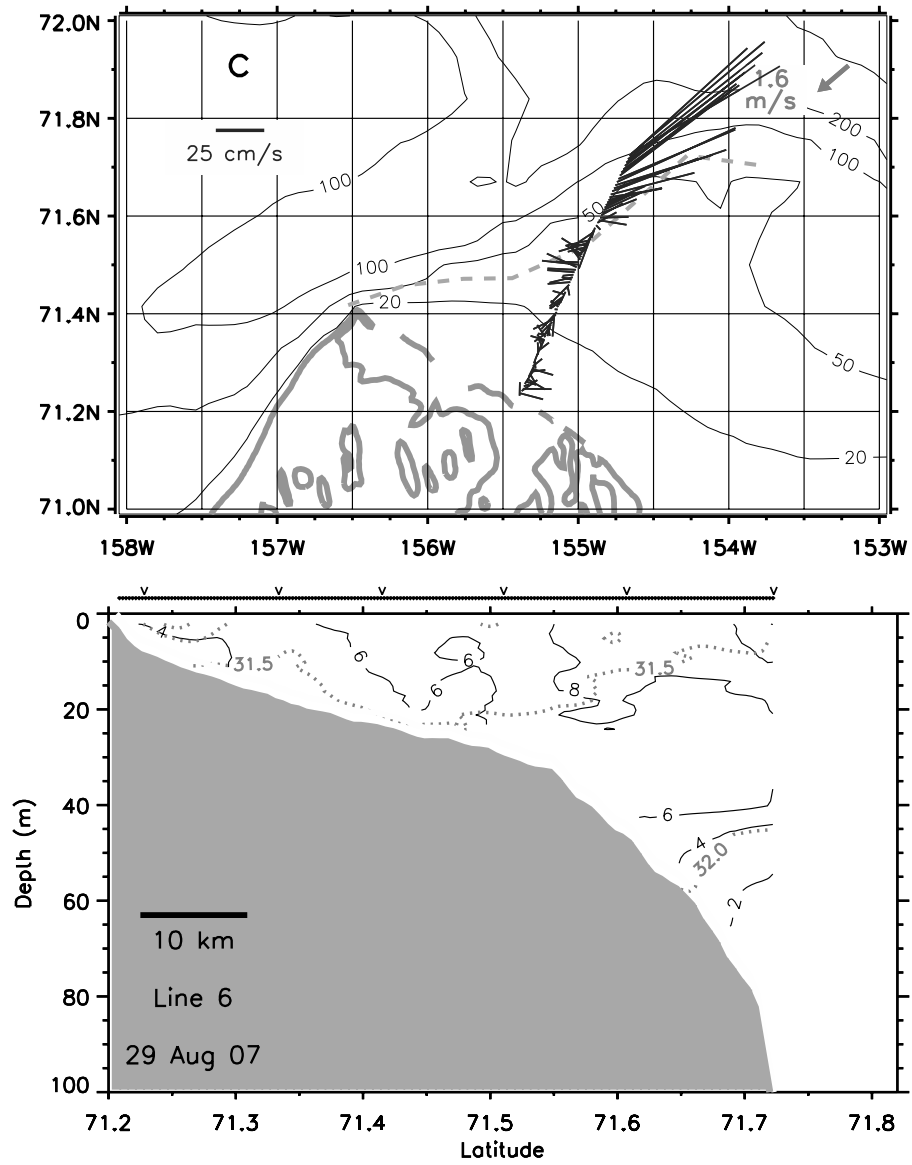 72.0N
C
1.6
m/s
200
71.8N
25 cm/s
100
100
71.6N
50
100
71.4N
20
50
71.2N
20
71.0N
158W 157W 156W 155W 154W 153W
v v v v v v
0
4
31.5
6
6
6
8
31.5
20
40
6
4
32.0
60
2
10 km
80
Line 6
29 Aug 07
100
Depth (m)
71.2 71.3 71.4 71.5 71.6 71.7 71.8
Latitude